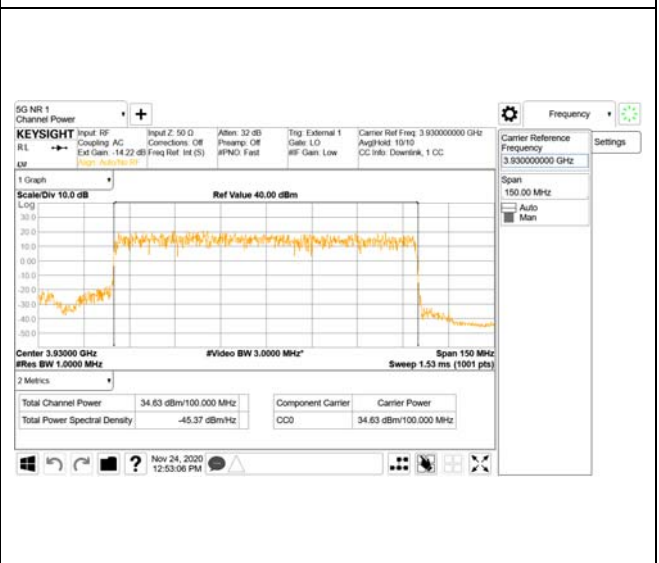 5G NR 1
Channel Power
+
Frequency
KEYSIGHT Input: RF Input Z: 50 Ω Atten: 32 dB Trig: External 1 Carrier Ref Freq: 3.930000000 GHz
RL Coupling: AC Corrections: Off Preamp: Off Gate: LO Avg|Hold: 10/10
Ext Gain: -14.22 dB Freq Ref: Int (S) #PNO: Fast #IF Gain: Low CC Info: Downlink, 1 CC
Align: Auto/No RF
Carrier Reference
Frequency
3.930000000 GHz
Settings
Span
150.00 MHz
Auto
Man
1 Graph
Scale/Div 10.0 dB Ref Value 40.00 dBm
Log
30.0
20.0
10.0
0.00
-10.0
-20.0
-30.0
-40.0
-50.0
Center 3.93000 GHz #Video BW 3.0000 MHz* Span 150 MHz
#Res BW 1.0000 MHz Sweep 1.53 ms (1001 pts)
2 Metrics
Total Channel Power 34.63 dBm/100.000 MHz Component Carrier Carrier Power
Total Power Spectral Density -45.37 dBm/Hz CC0 34.63 dBm/100.000 MHz
? Nov 24, 2020
12:53:06 PM